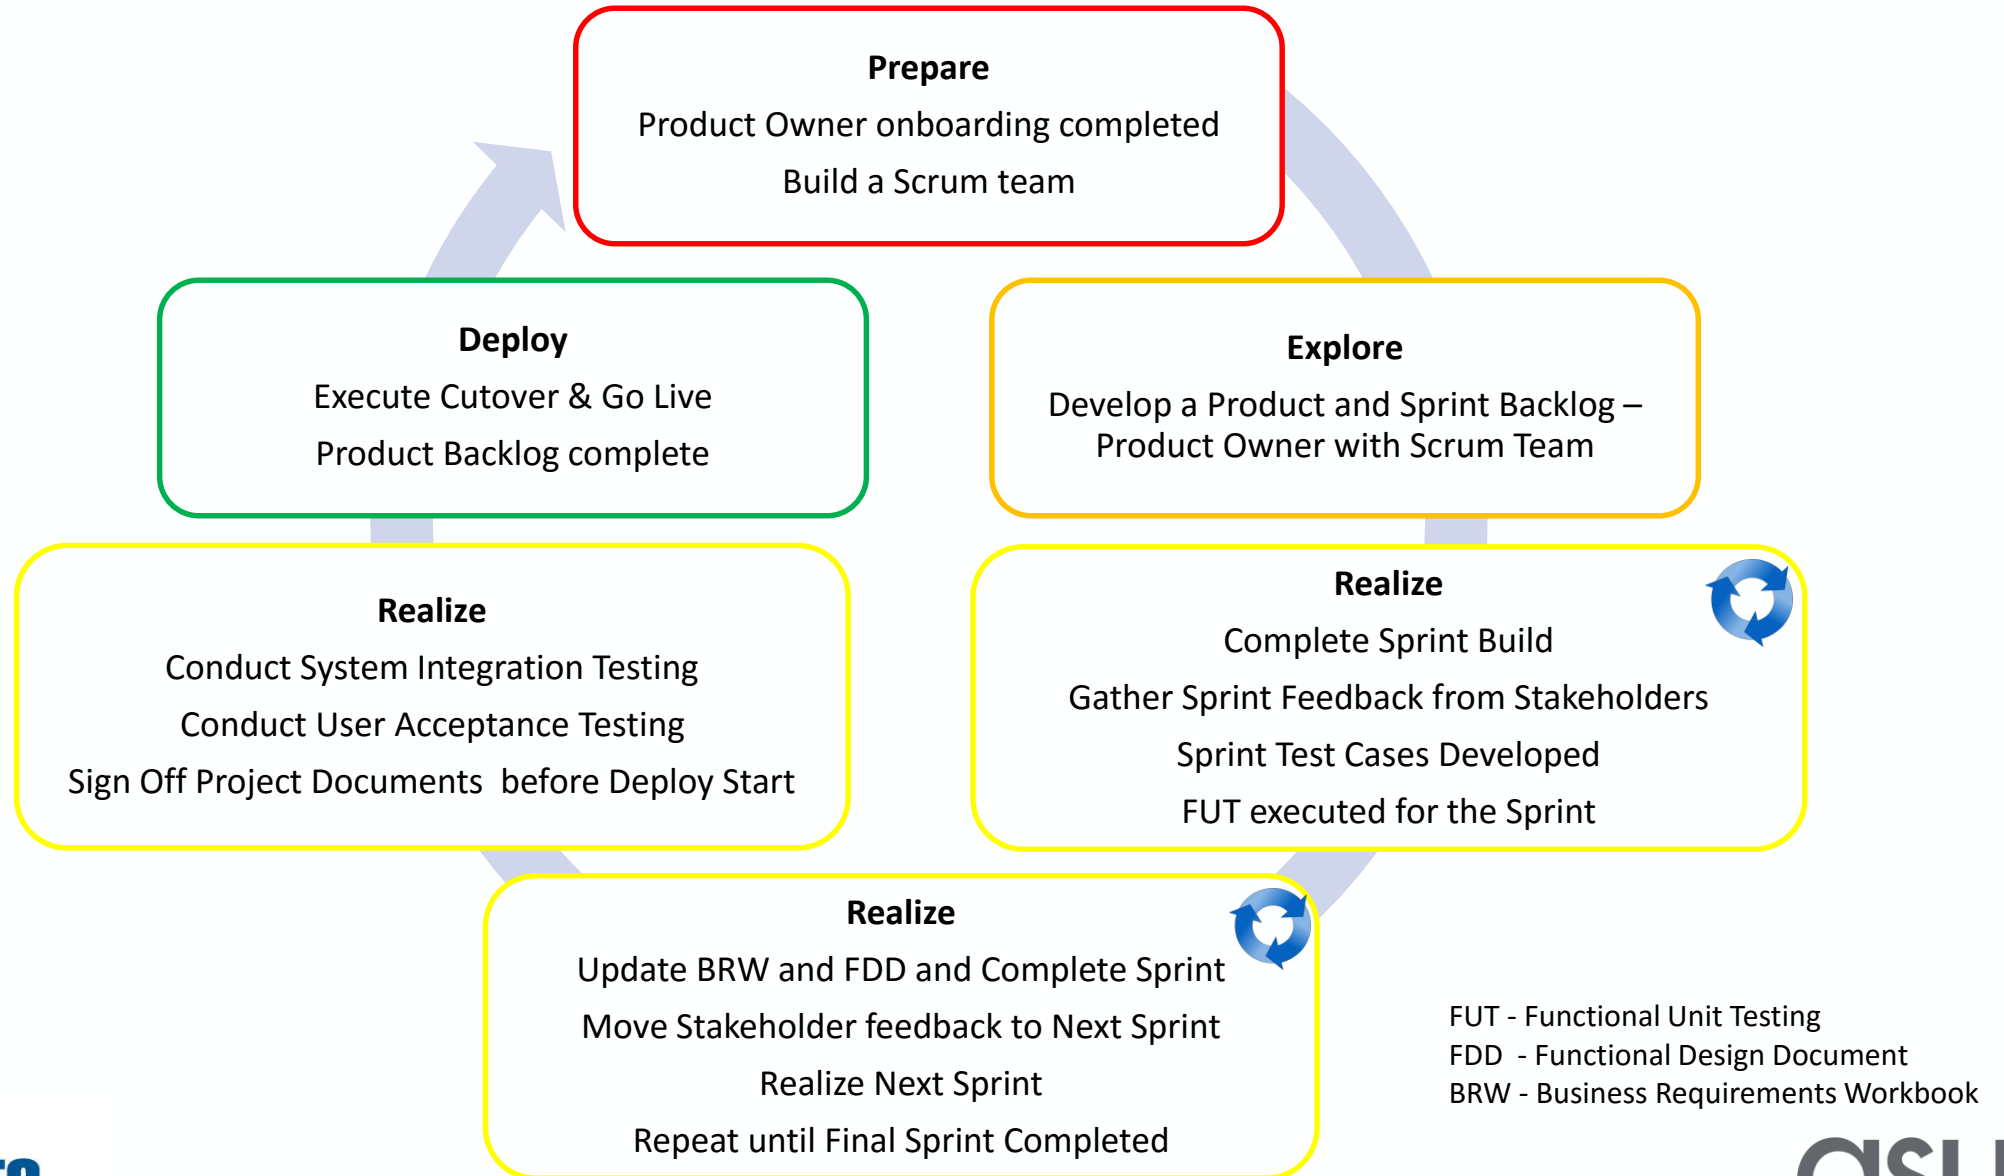 Prepare
Product Owner onboarding completed
Build a Scrum team
Explore
Develop a Product and Sprint Backlog –
Product Owner with Scrum Team
Realize
Complete Sprint Build
Gather Sprint Feedback from Stakeholders
Sprint Test Cases Developed
FUT executed for the Sprint
Realize
Update BRW and FDD and Complete Sprint
Move Stakeholder feedback to Next Sprint
Realize Next Sprint
Repeat until Final Sprint Completed
Realize
Conduct System Integration Testing
Conduct User Acceptance Testing
Sign Off Project Documents  before Deploy Start
Deploy
Execute Cutover & Go Live
Product Backlog complete
FUT - Functional Unit Testing
FDD  - Functional Design Document
BRW - Business Requirements Workbook